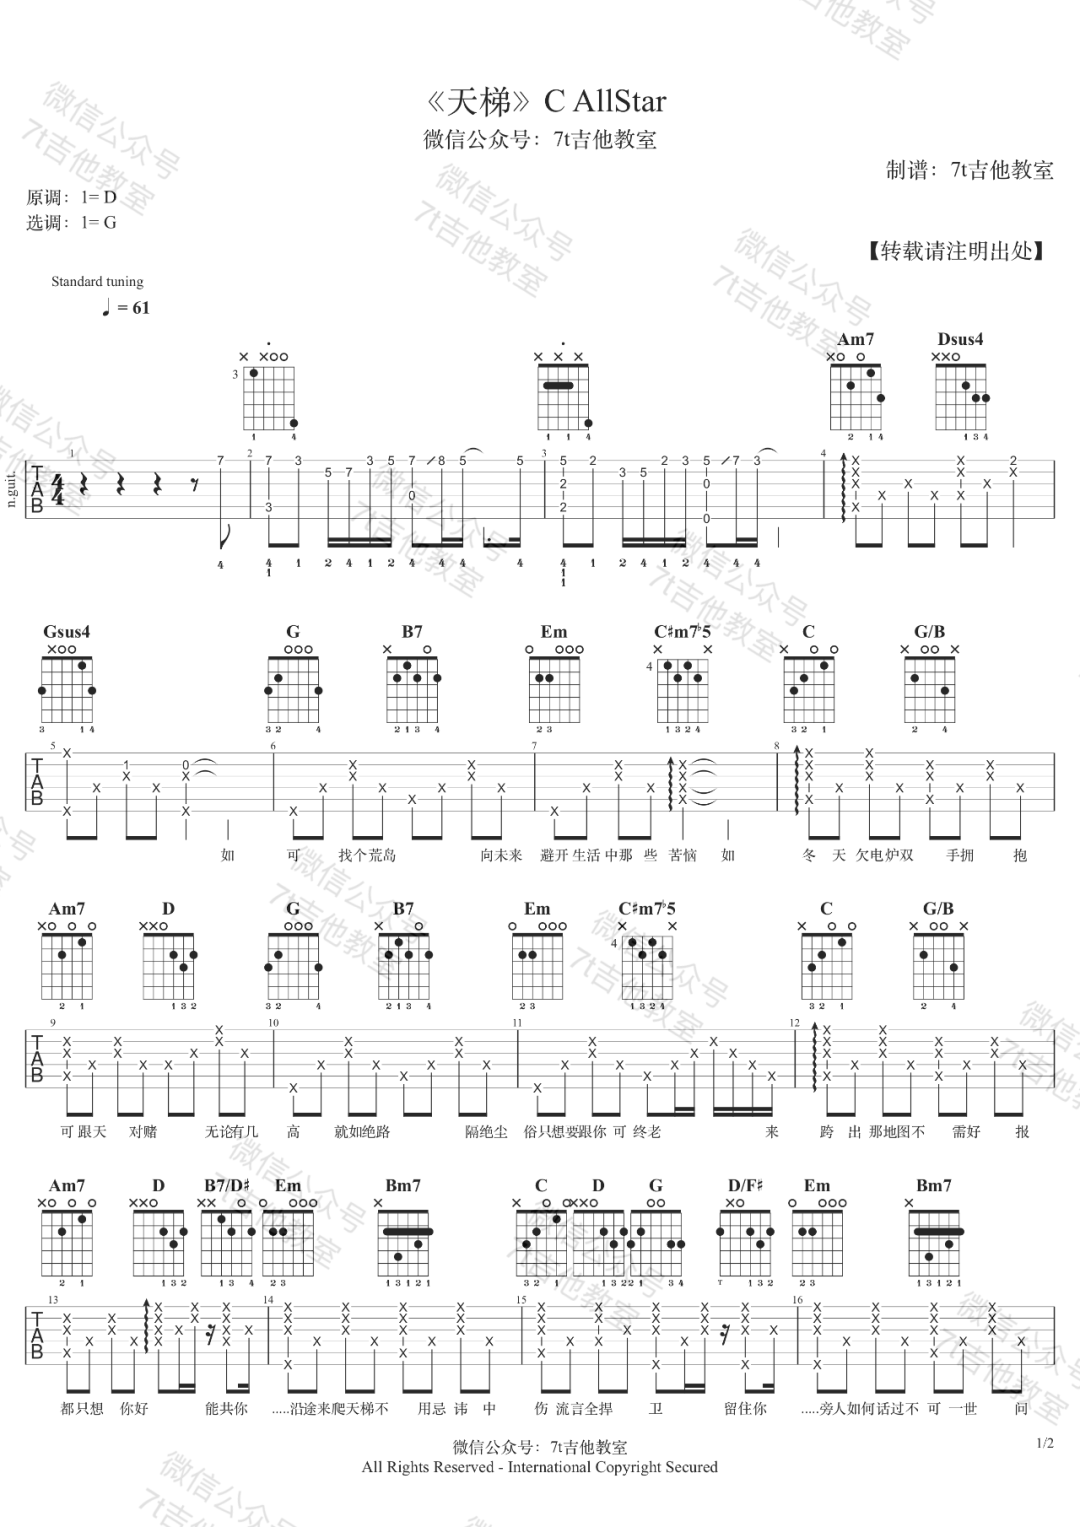 《天梯》C AllStar
微信公众号：7t吉他教室
制谱：7t吉他教室
原调：1= D
选调：1= G
【转载请注明出处】
Standard tuning
♩ = 61
Am7 Dsus4
n.guit.
Gsus4 G B7 Em C♯m7♭5 C G/B
如 可 找个荒岛 向未来 避开生活中那些苦恼 如 冬天欠电炉双 手拥 抱
Am7 D G B7 Em C♯m7♭5 C G/B
可跟天 对赌 无论有几 高 就如绝路 隔绝尘 俗只想要跟你可终老 来 跨出那地图不 需好 报
Am7 D B7/D♯ Em Bm7 C D G D/F♯ Em Bm7
都只想 你好 能共你 .....沿途来爬天梯不 用忌讳中 伤 流言全捍 卫 留住你 .....旁人如何话过不可一世 问
微信公众号：7t吉他教室
1/2
All Rights Reserved - International Copyright Secured